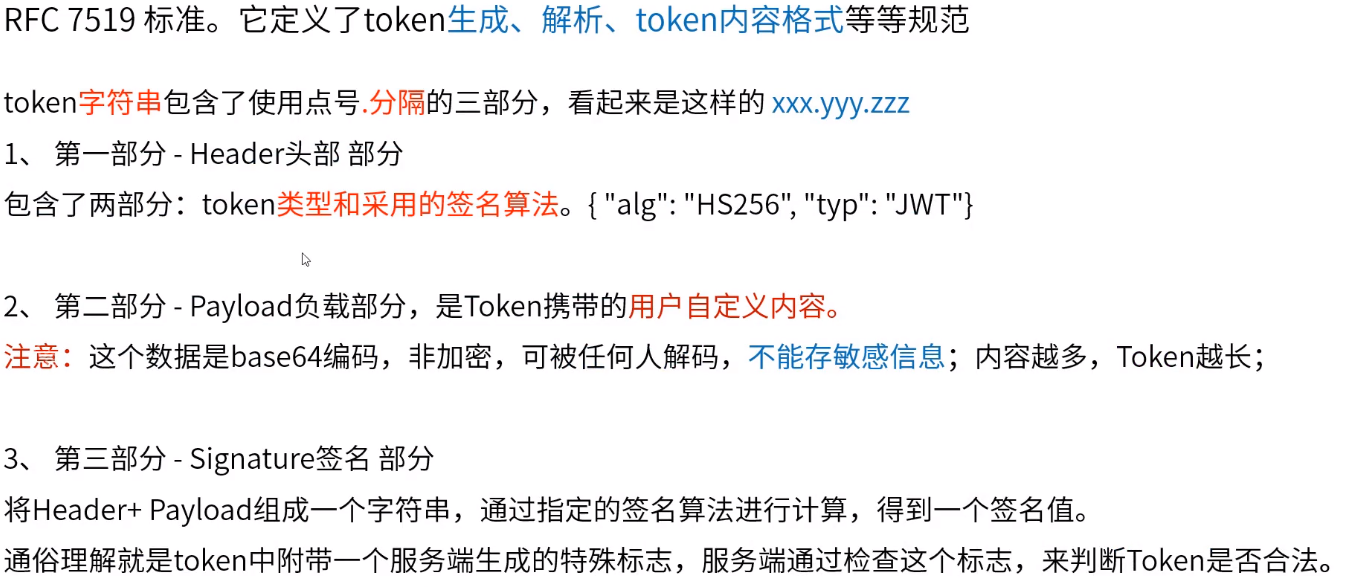 RFC 7519 标准。它定义了token生成、解析、token内容格式等等规范
token字符串包含了使用点号.分隔的三部分，看起来是这样的 xxx.yyy.zzz
1、 第一部分 - Header头部 部分
包含了两部分：token类型和采用的签名算法。{ "alg": "HS256", "typ": "JWT"}
2、 第二部分 - Payload负载部分，是Token携带的用户自定义内容。
注意：这个数据是base64编码，非加密，可被任何人解码，不能存敏感信息；内容越多，Token越长；
3、 第三部分 - Signature签名 部分
将Header+ Payload组成一个字符串，通过指定的签名算法进行计算，得到一个签名值。
通俗理解就是token中附带一个服务端生成的特殊标志，服务端通过检查这个标志，来判断Token是否合法。